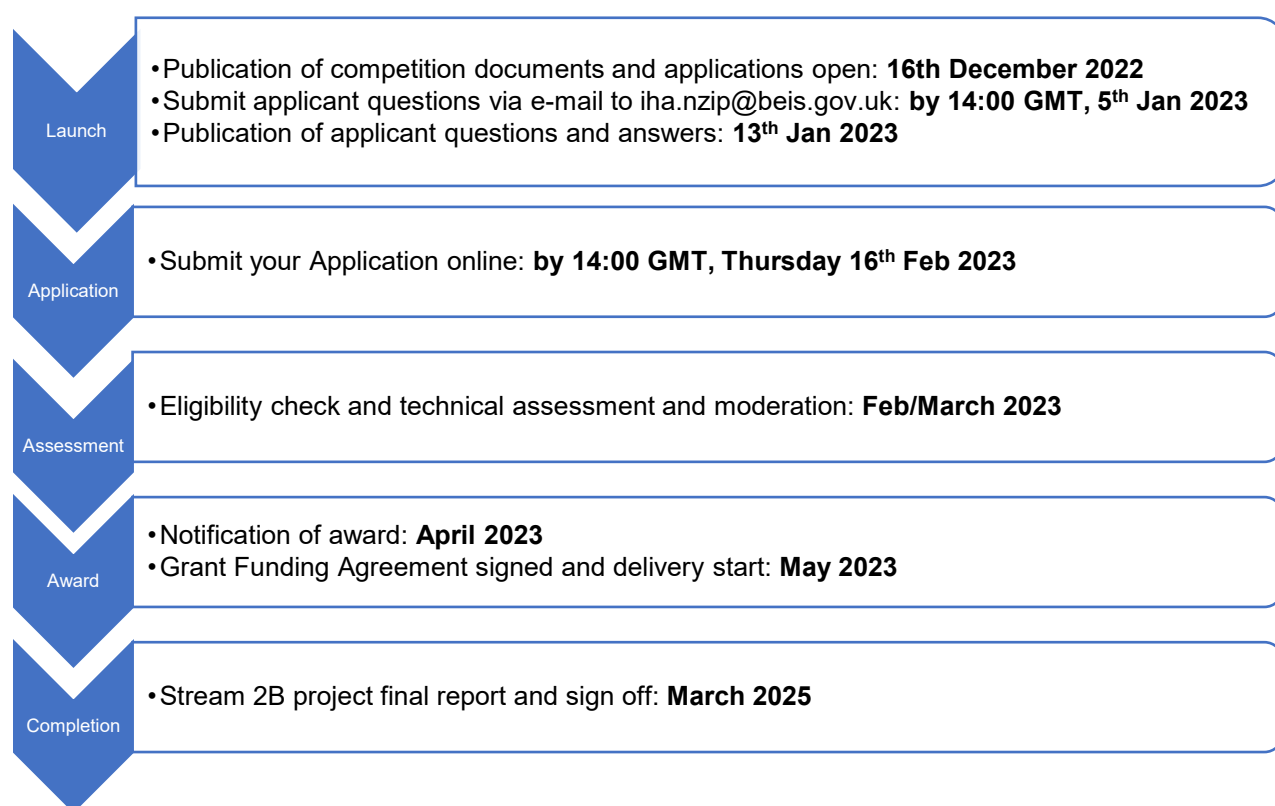 Launch
•Publication of competition documents and applications open: 16th December 2022
•Submit applicant questions via e-mail to iha.nzip@beis.gov.uk: by 14:00 GMT, 5th Jan 2023
•Publication of applicant questions and answers: 13th Jan 2023
Application
•Submit your Application online: by 14:00 GMT, Thursday 16th Feb 2023
Assessment
•Eligibility check and technical assessment and moderation: Feb/March 2023
Award
•Notification of award: April 2023
•Grant Funding Agreement signed and delivery start: May 2023
Completion
•Stream 2B project final report and sign off: March 2025